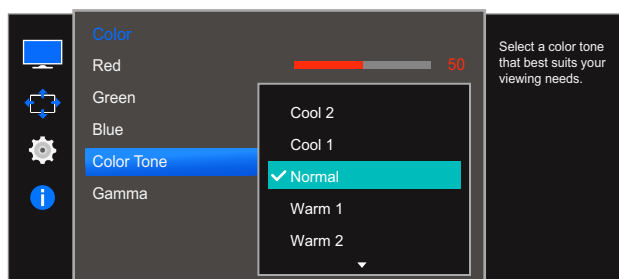 Color
Red 50
Green
Blue
Color Tone
Gamma
Cool 2
Cool 1
Normal
Warm 1
Warm 2
Select a color tone
that best suits your
viewing needs.